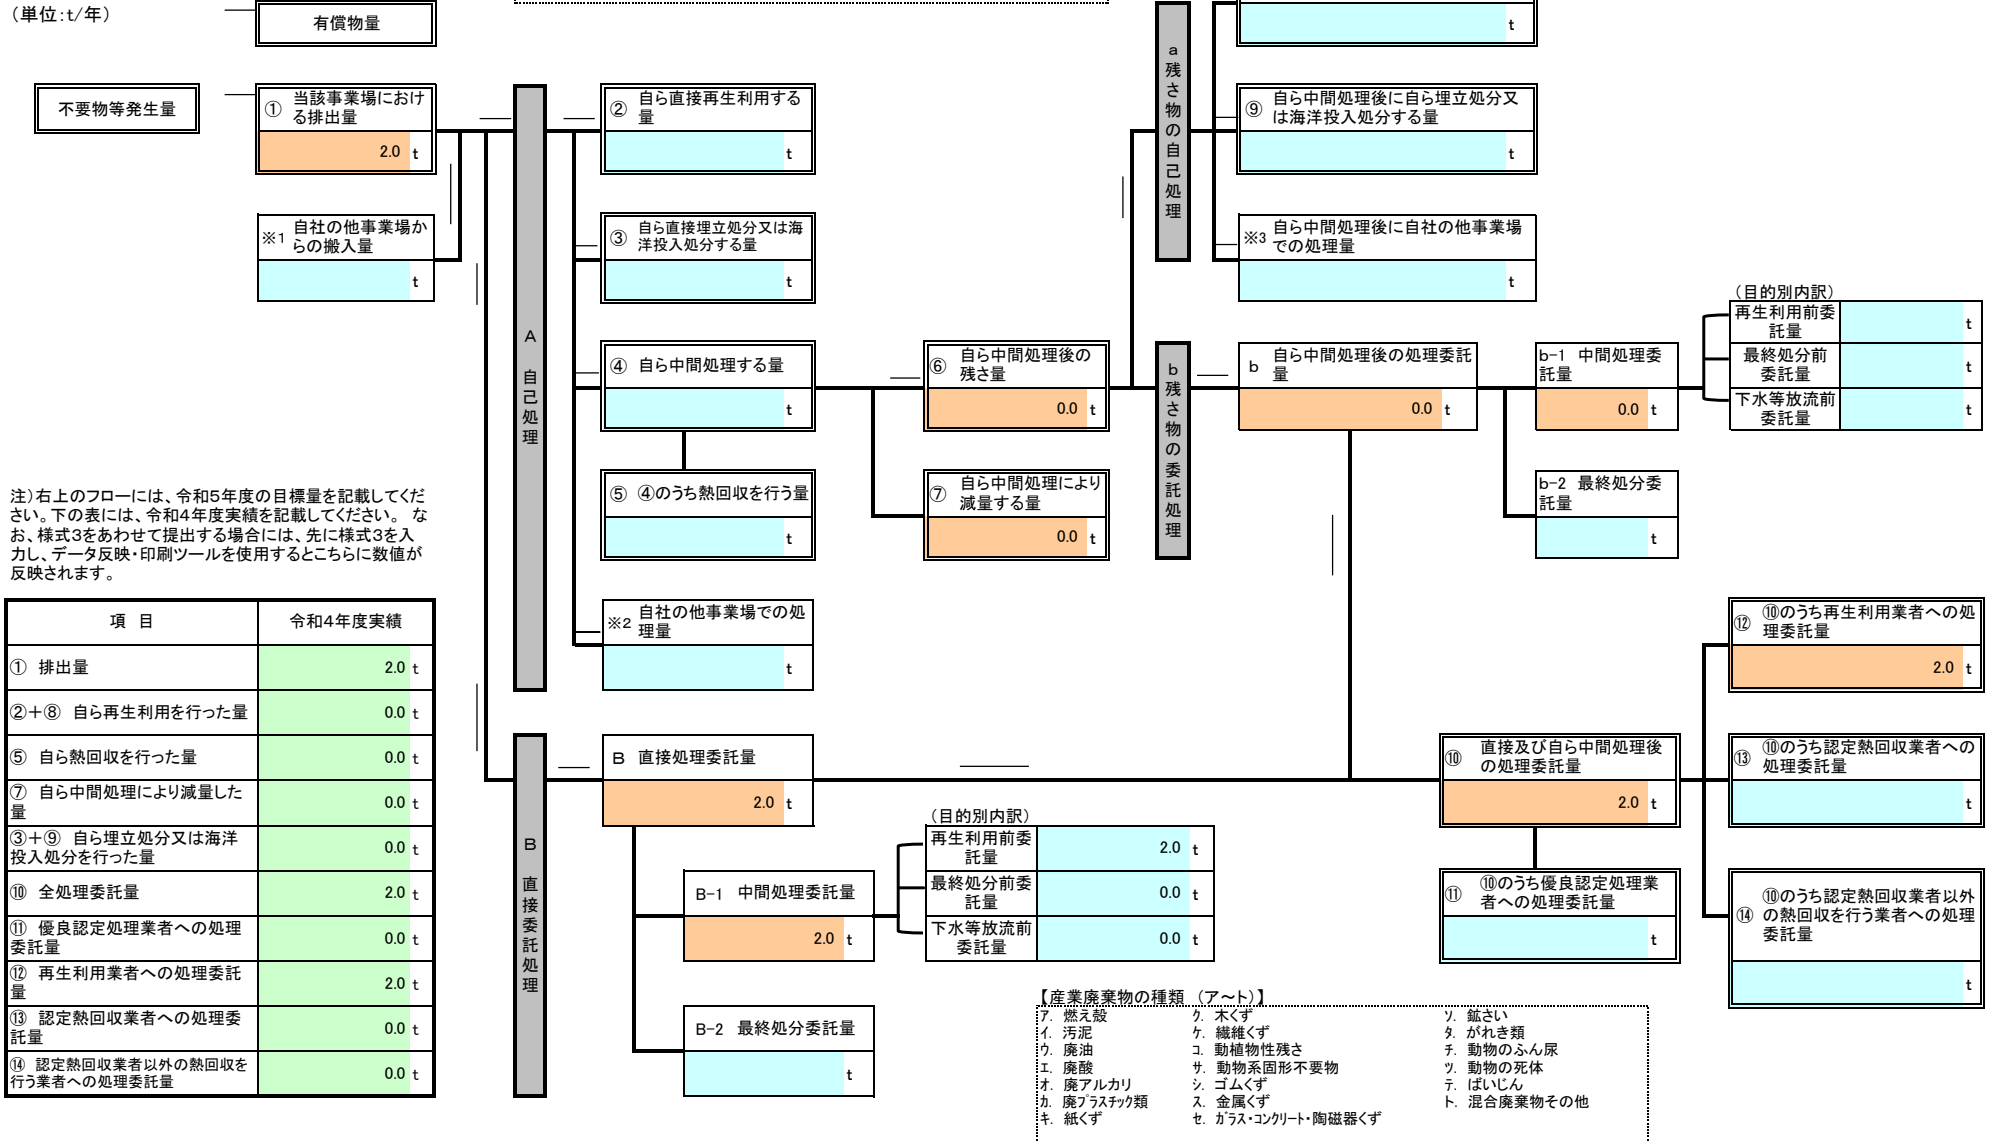 (単位:t/年)
有償物量
t
不要物等発生量
① 当該事業場におけ
る排出量
2.0 t
※1 自社の他事業場か
らの搬入量
t
A 自己処理
② 自ら直接再生利用する
量
t
③ 自ら直接埋立処分又は海
洋投入処分する量
t
④ 自ら中間処理する量
t
⑤ ④のうち熱回収を行う量
t
※2 自社の他事業場での処
理量
t
⑥ 自ら中間処理後の
残さ量
0.0 t
⑦ 自ら中間処理により
減量する量
0.0 t
a 残さ物の自己処理
⑨ 自ら中間処理後に自ら埋立処分又
は海洋投入処分する量
t
※3 自ら中間処理後に自社の他事業場
での処理量
t
b 残さ物の委託処理
b 自ら中間処理後の処理委託
量
0.0 t
b-1 中間処理委
託量
0.0 t
b-2 最終処分委
託量
t
(目的別内訳)
再生利用前委
託量
t
最終処分前
委託量
t
下水等放流前
委託量
t
注)右上のフローには、令和5年度の目標量を記載してくだ
さい。下の表には、令和4年度実績を記載してください。 な
お、様式3をあわせて提出する場合には、先に様式3を入
力し、データ反映・印刷ツールを使用するとこちらに数値が
反映されます。
項 目 令和4年度実績
① 排出量 2.0 t
②+⑧ 自ら再生利用を行った量 0.0 t
⑤ 自ら熱回収を行った量 0.0 t
⑦ 自ら中間処理により減量した
量 0.0 t
③+⑨ 自ら埋立処分又は海洋
投入処分を行った量 0.0 t
⑩ 全処理委託量 2.0 t
⑪ 優良認定処理業者への処理
委託量 0.0 t
⑫ 再生利用業者への処理委託
量 2.0 t
⑬ 認定熱回収業者への処理委
託量 0.0 t
⑭ 認定熱回収業者以外の熱回収を
行う業者への処理委託量 0.0 t
B 直接委託処理
B 直接処理委託量
2.0 t
B-1 中間処理委託量
2.0 t
B-2 最終処分委託量
t
(目的別内訳)
再生利用前委
託量
2.0 t
最終処分前委
託量
0.0 t
下水等放流前
委託量
0.0 t
⑩ 直接及び自ら中間処理後
の処理委託量
2.0 t
⑪ ⑩のうち優良認定処理業
者への処理委託量
t
⑫ ⑩のうち再生利用業者への処
理委託量
2.0 t
⑬ ⑩のうち認定熱回収業者への
処理委託量
t
⑭ ⑩のうち認定熱回収業者以外
の熱回収を行う業者への処理
委託量
t
【産業廃棄物の種類 (ア~ト)】
ア. 燃え殻 ク. 木くず ソ. 鉱さい
イ. 汚泥 ケ. 繊維くず タ. がれき類
ウ. 廃油 コ. 動植物性残さ チ. 動物のふん尿
エ. 廃酸 サ. 動物系固形不要物 ツ. 動物の死体
オ. 廃アルカリ シ. ゴムくず テ. ばいじん
カ. 廃プラスチック類 ス. 金属くず ト. 混合廃棄物その他
キ. 紙くず セ. ガラス・コンクリート・陶磁器くず